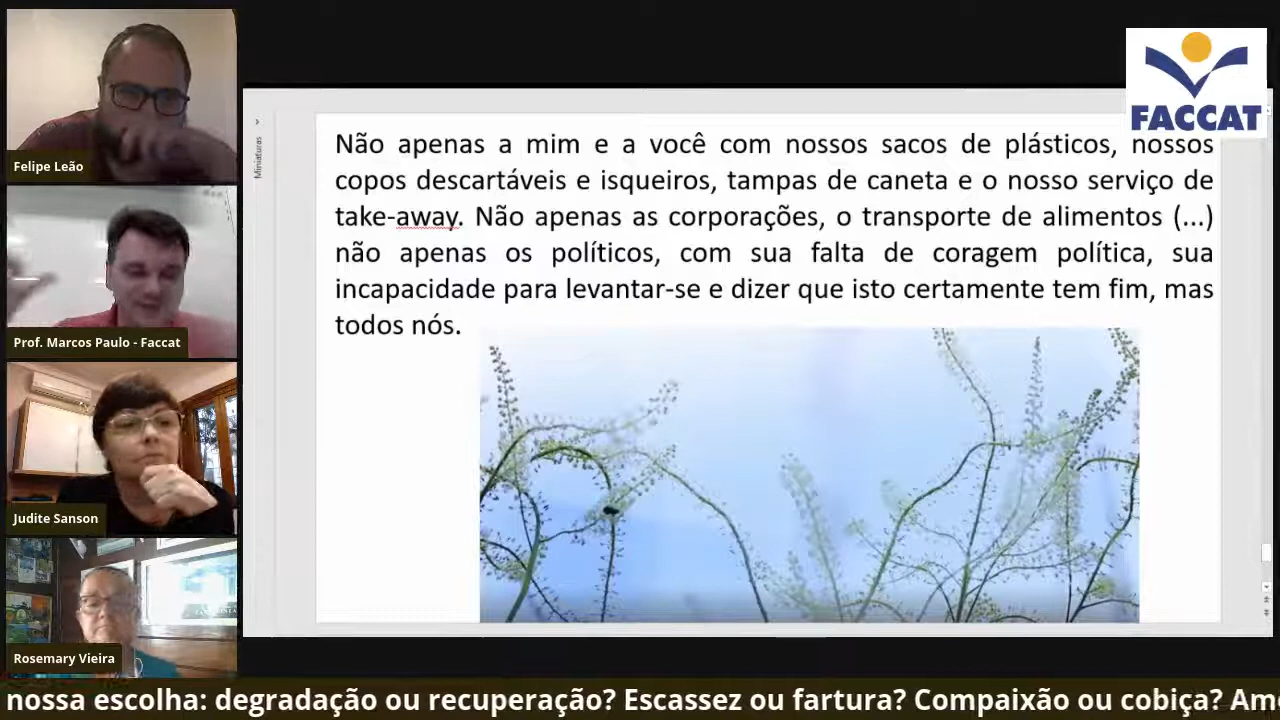 Felipe Leão
Prof. Marcos Paulo - Faccat
Judite Sanson
Rosemary Vieira
FACCAT
Miniaturas
Não apenas a mim e a você com nossos sacos de plásticos, nossos
copos descartáveis e isqueiros, tampas de caneta e o nosso serviço de
take-away. Não apenas as corporações, o transporte de alimentos (...)
não apenas os políticos, com sua falta de coragem política, sua
incapacidade para levantar-se e dizer que isto certamente tem fim, mas
todos nós.
nossa escolha: degradação ou recuperação? Escassez ou fartura? Compaixão ou cobiça? Am